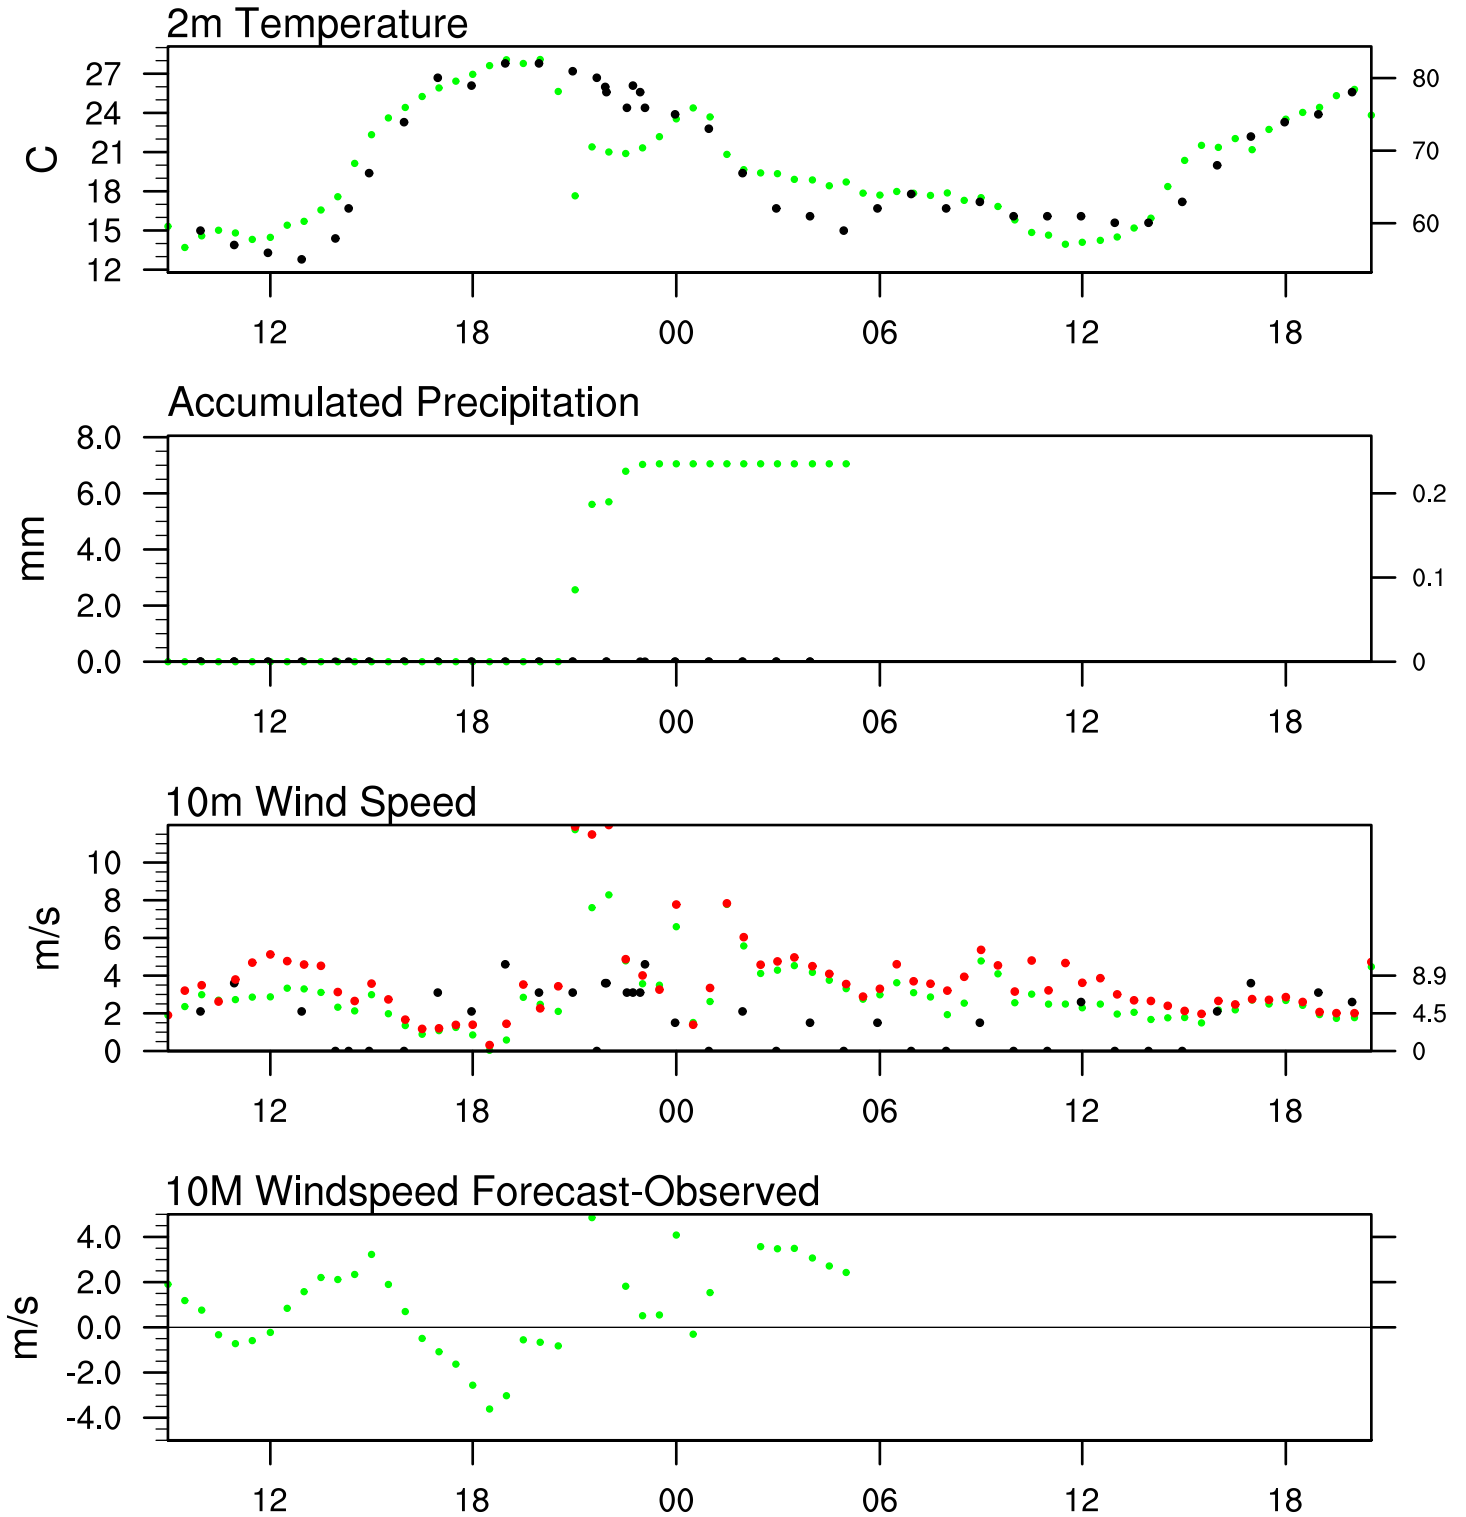 2m Temperature
27
24
21
18
15
12
C
80
70
60
12 18 00 06 12 18
Accumulated Precipitation
8.0
6.0
4.0
2.0
0.0
mm
0.2
0.1
0
12 18 00 06 12 18
10m Wind Speed
10
8
6
4
2
0
m/s
8.9
4.5
0
12 18 00 06 12 18
10M Windspeed Forecast-Observed
4.0
2.0
0.0
-2.0
-4.0
m/s
12 18 00 06 12 18